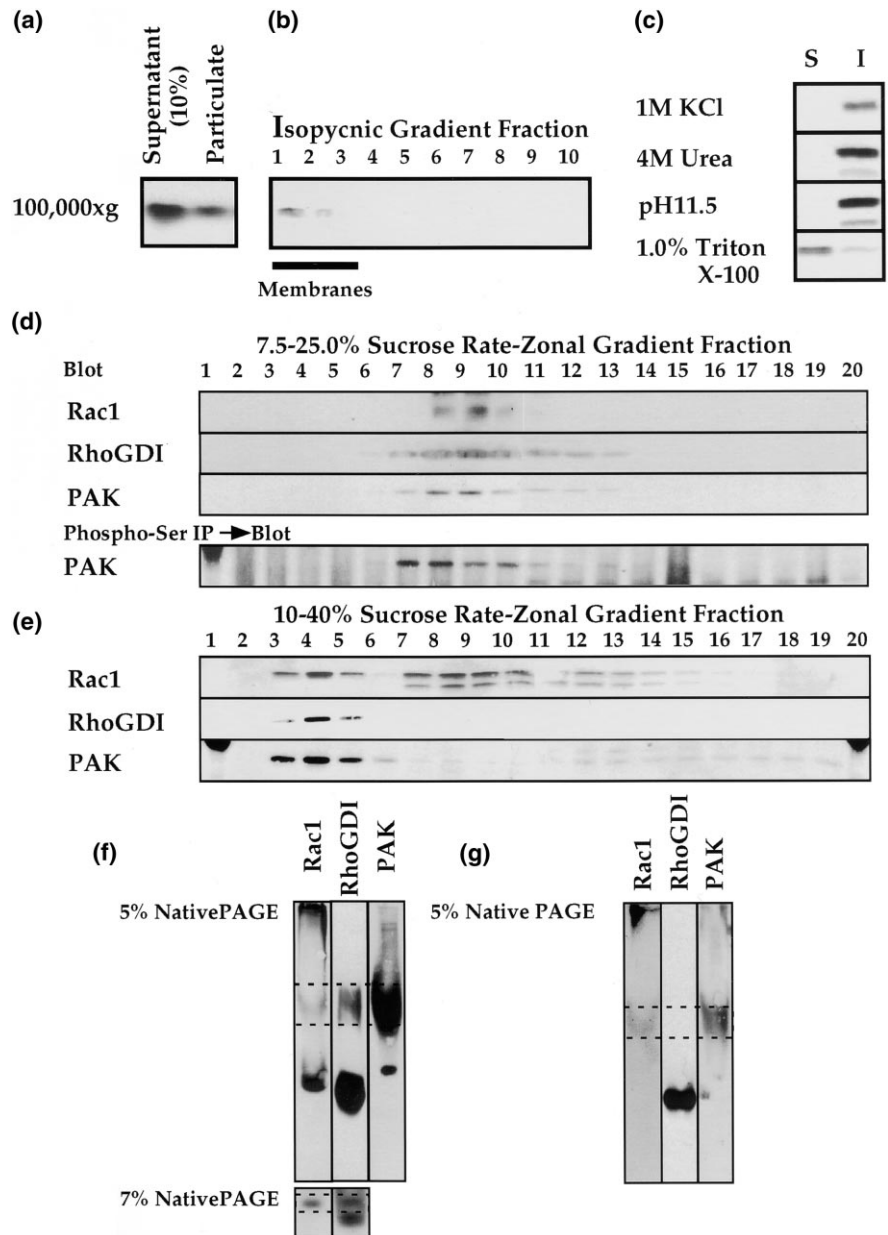 (a)
(b)
(c)
Supernatant
(10%)
Particulate
100,000xg
Isopycnic Gradient Fraction
1 2 3 4 5 6 7 8 9 10
Membranes
S I
1M KCl
4M Urea
pH11.5
1.0% Triton
X-100
(d)
7.5-25.0% Sucrose Rate-Zonal Gradient Fraction
Blot
1 2 3 4 5 6 7 8 9 10 11 12 13 14 15 16 17 18 19 20
Rac1
RhoGDI
PAK
Phospho-Ser IP → Blot
PAK
(e)
10-40% Sucrose Rate-Zonal Gradient Fraction
1 2 3 4 5 6 7 8 9 10 11 12 13 14 15 16 17 18 19 20
Rac1
RhoGDI
PAK
(f)
Rac1
RhoGDI
PAK
5% NativePAGE
7% NativePAGE
(g)
Rac1
RhoGDI
PAK
5% Native PAGE